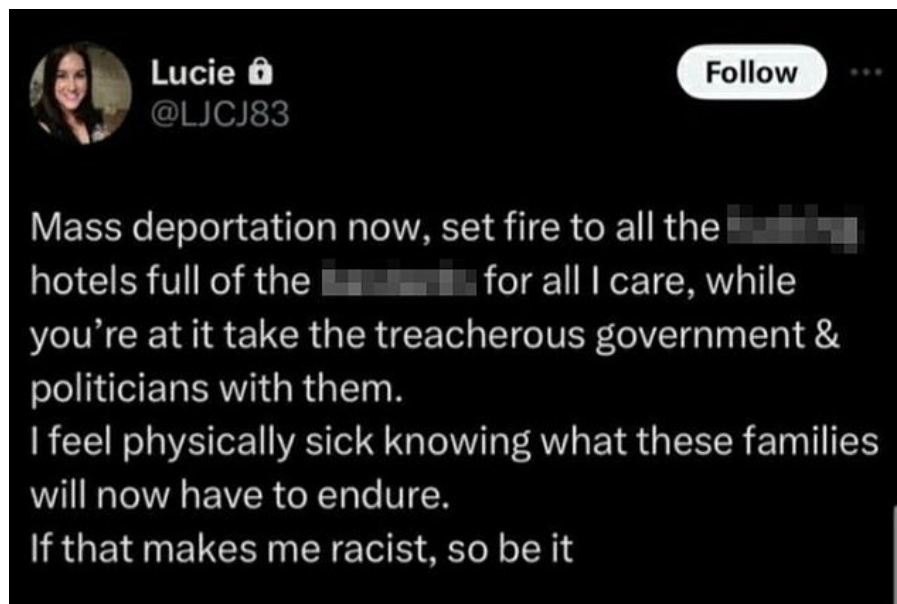 Lucie
@LJCJ83
Follow
Mass deportation now, set fire to all the
hotels full of the for all I care, while
you’re at it take the treacherous government &
politicians with them.
I feel physically sick knowing what these families
will now have to endure.
If that makes me racist, so be it